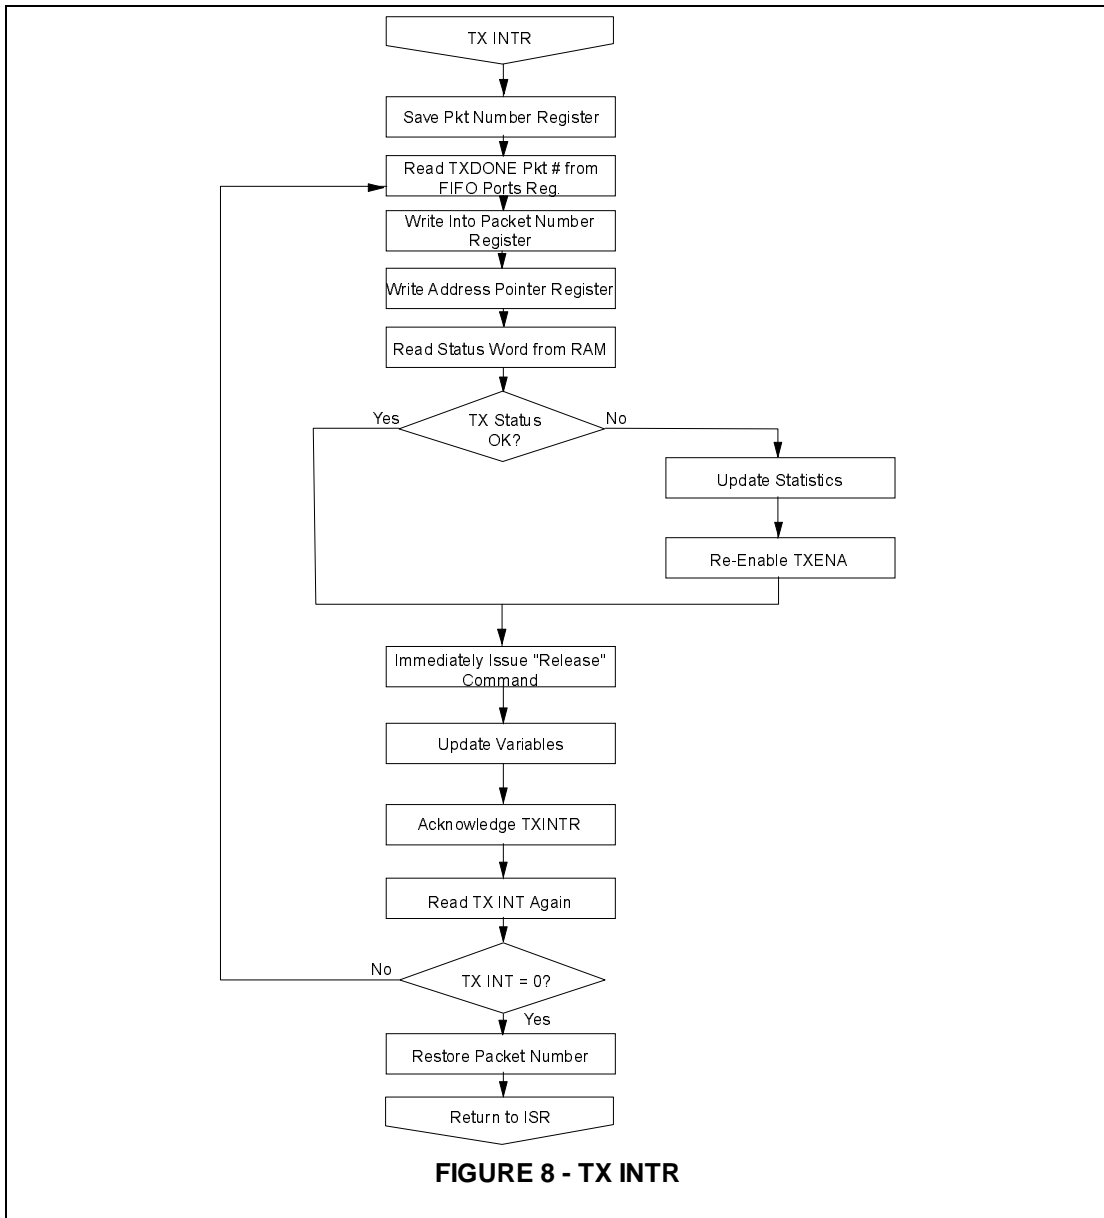 TX INTR
Save Pkt Number Register
Read TXDONE Pkt # from
FIFO Ports Reg.
Write Into Packet Number
Register
Write Address Pointer Register
Read Status Word from RAM
Yes
TX Status
OK?
No
Update Statistics
Re-Enable TXENA
Immediately Issue "Release"
Command
Update Variables
Acknowledge TXINTR
Read TX INT Again
No
TX INT = 0?
Yes
Restore Packet Number
Return to ISR
FIGURE 8 - TX INTR